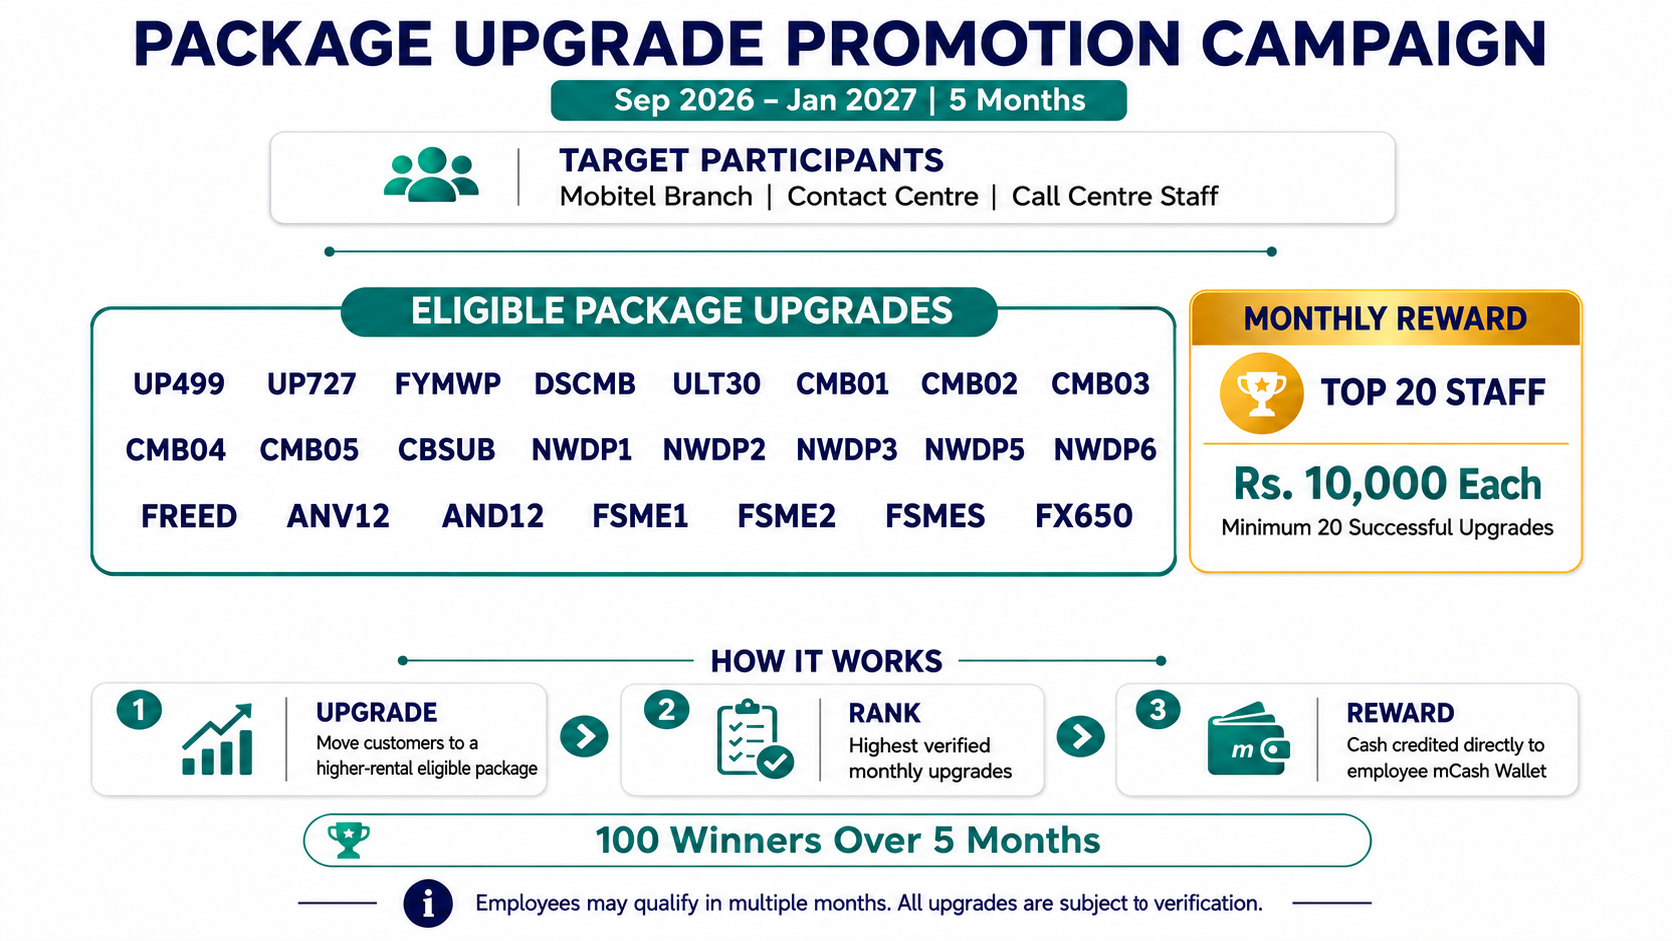 PACKAGE UPGRADE PROMOTION CAMPAIGN
Sep 2026 – Jan 2027 | 5 Months
TARGET PARTICIPANTS
Mobitel Branch | Contact Centre | Call Centre Staff
ELIGIBLE PACKAGE UPGRADES
UP499 UP727 FYMWP DSCMB ULT30 CMB01 CMB02 CMB03
CMB04 CMB05 CBSUB NWDP1 NWDP2 NWDP3 NWDP5 NWDP6
FREED ANV12 AND12 FSME1 FSME2 FSMES FX650
MONTHLY REWARD
TOP 20 STAFF
Rs. 10,000 Each
Minimum 20 Successful Upgrades
HOW IT WORKS
1
UPGRADE
Move customers to a
higher-rental eligible package
2
RANK
Highest verified
monthly upgrades
3
m
REWARD
Cash credited directly to
employee mCash Wallet
100 Winners Over 5 Months
i
Employees may qualify in multiple months. All upgrades are subject to verification.